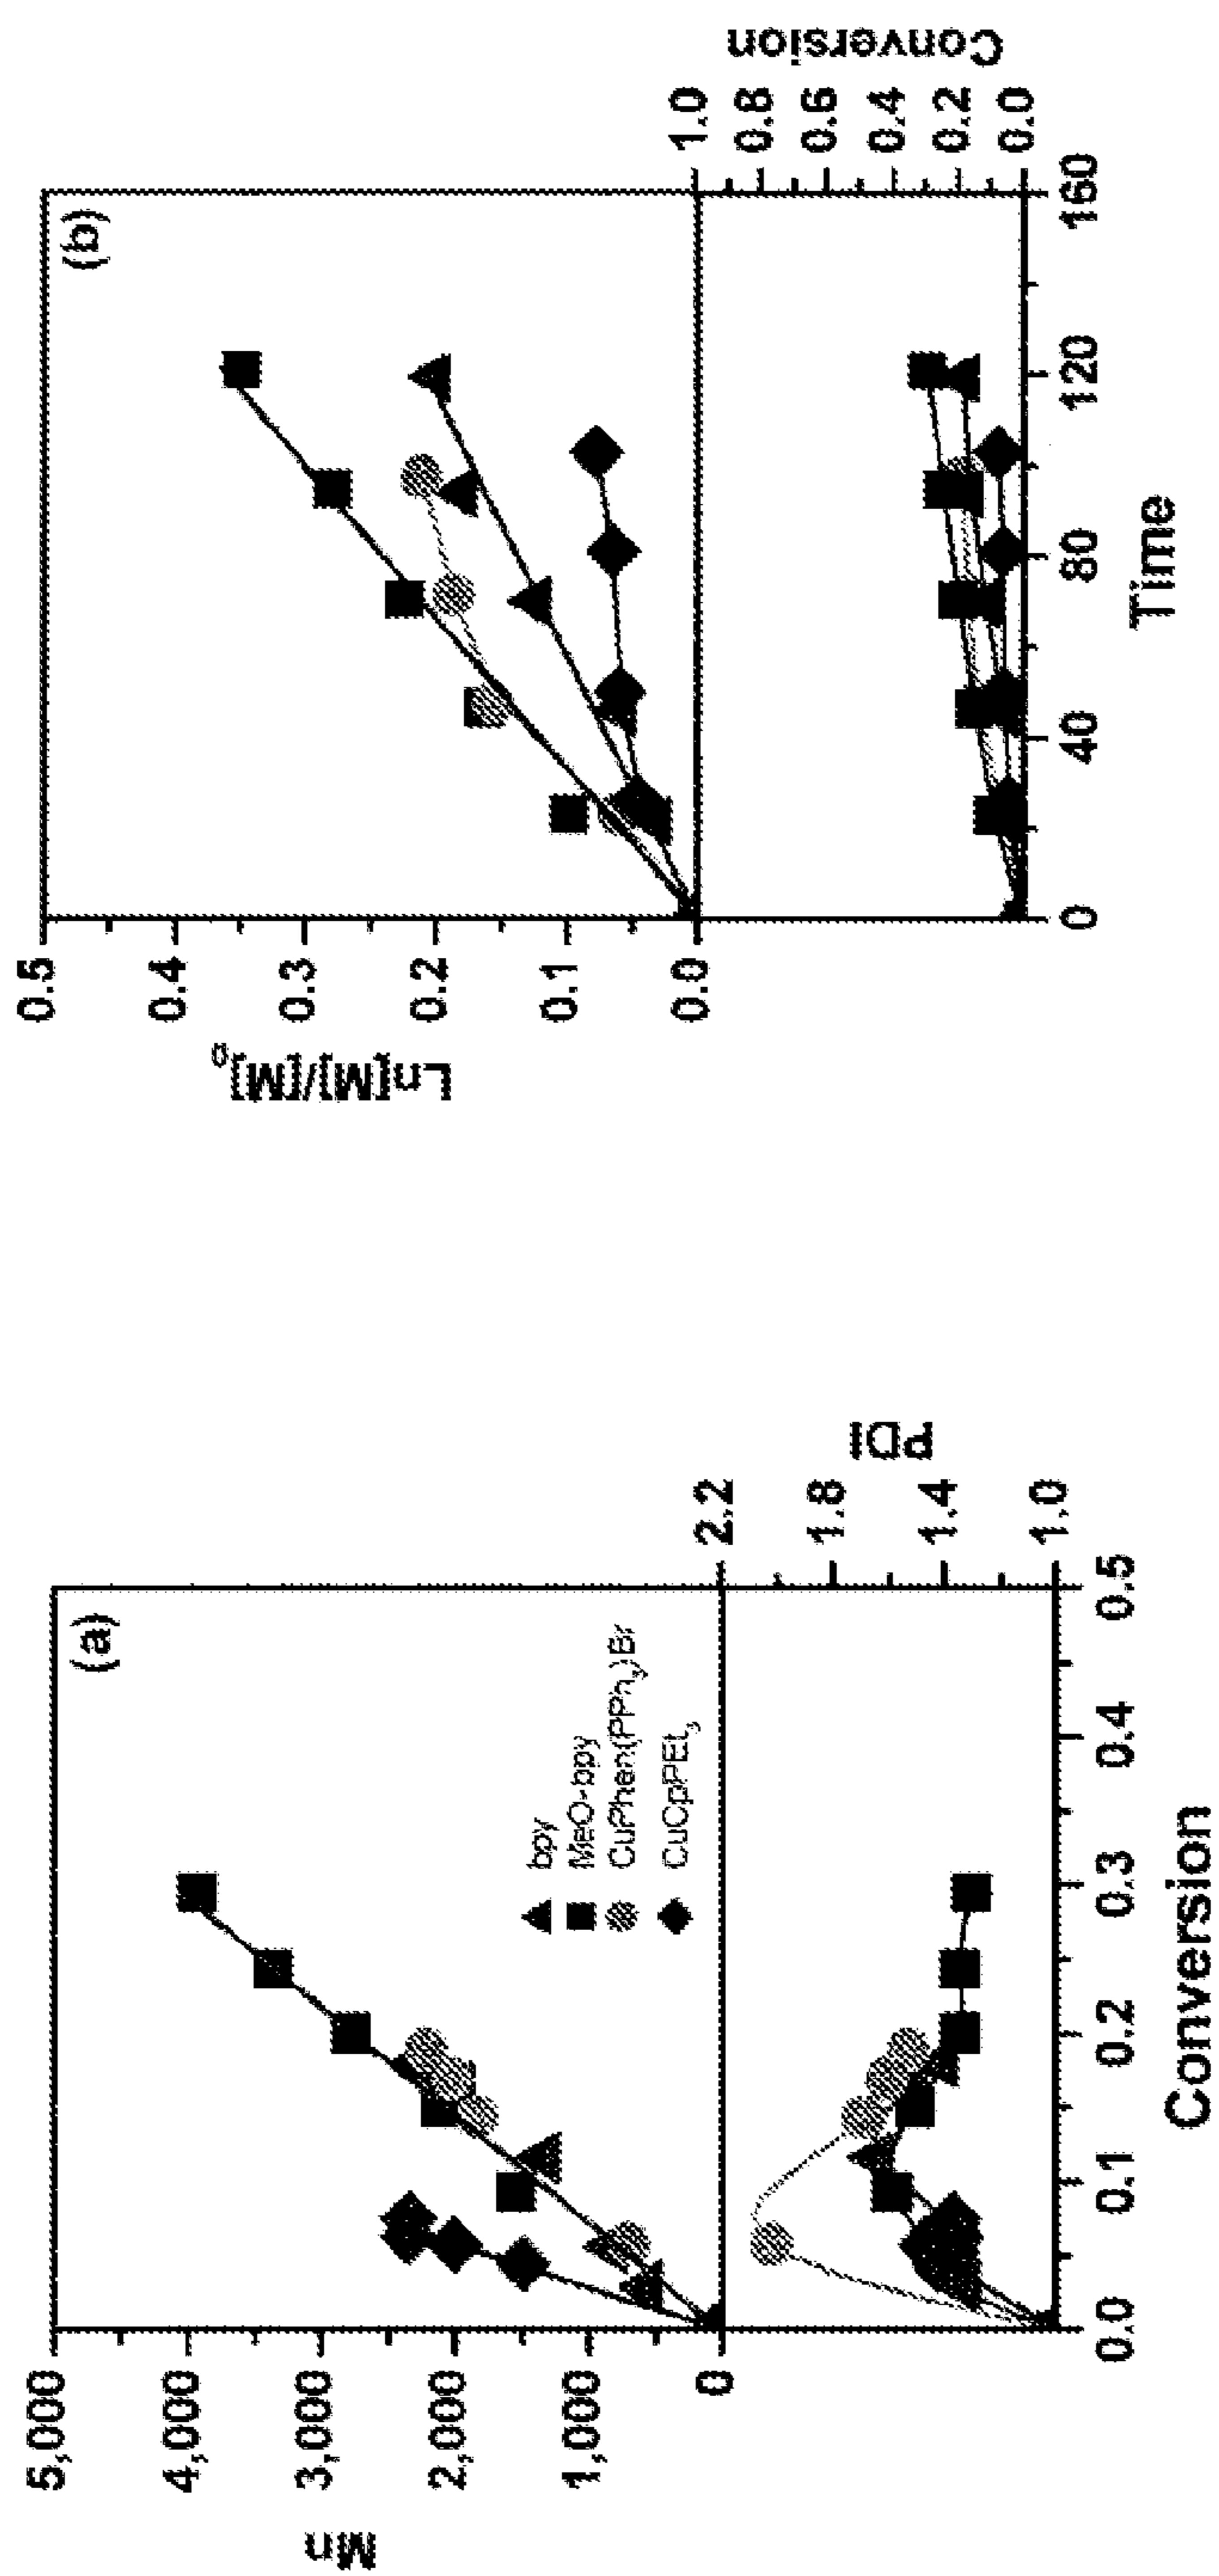 (a)
Mn
5,000
4,000
3,000
2,000
1,000
0
bpy
MeO-bpy
CuPhen(PPh3)Br
CuCpPEt3
2.2
1.8
1.4
1.0
PDI
0.0 0.1 0.2 0.3 0.4 0.5
Conversion
(b)
Ln[M]/[M]0
0.5
0.4
0.3
0.2
0.1
0.0
1.0
0.8
0.6
0.4
0.2
0.0
Conversion
0 40 80 120 160
Time